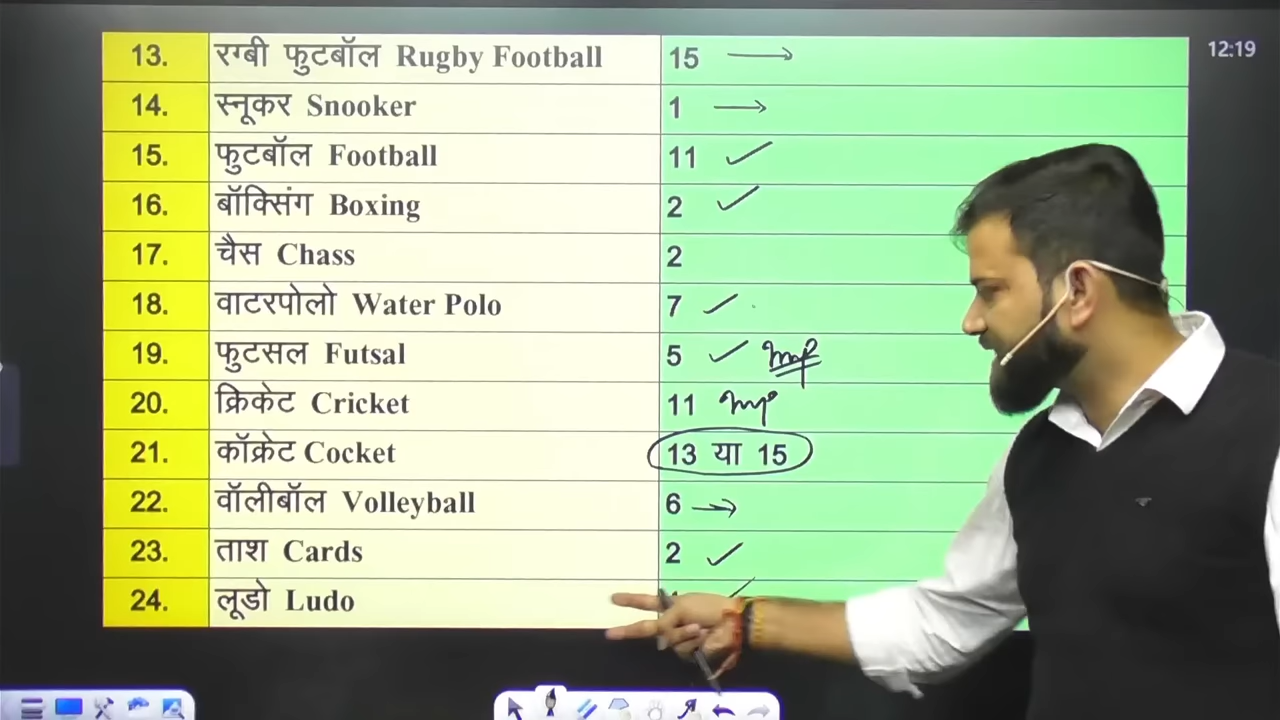 12:19
13. रग्बी फुटबॉल Rugby Football 15
14. स्नूकर Snooker 1
15. फुटबॉल Football 11
16. बॉक्सिंग Boxing 2
17. चैस Chass 2
18. वाटरपोलो Water Polo 7
19. फुटसल Futsal 5 Imp
20. क्रिकेट Cricket 11 Imp
21. कॉक्रेट Cocket 13 या 15
22. वॉलीबॉल Volleyball 6
23. ताश Cards 2
24. लूडो Ludo